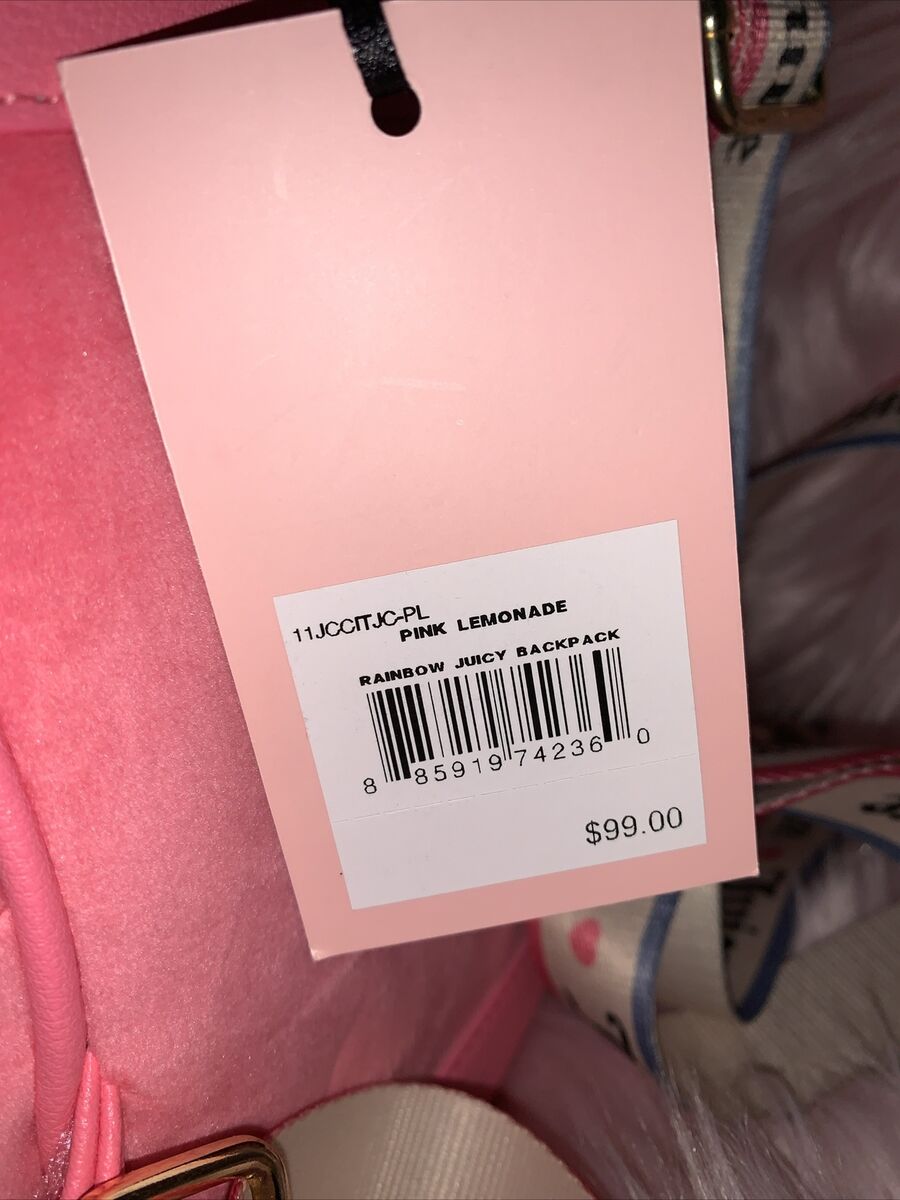 11JCCITJC-PL
PINK LEMONADE
RAINBOW JUICY BACKPACK
8 85919 74236 0
$99.00